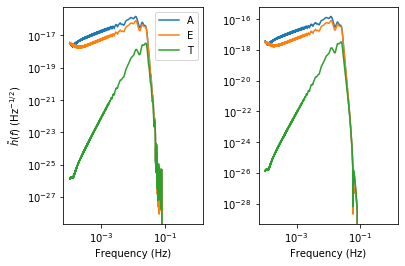 10⁻¹⁷
10⁻¹⁹
10⁻²¹
10⁻²³
10⁻²⁵
10⁻²⁷
h̃(f) (Hz⁻¹/²)
A
E
T
10⁻³
10⁻¹
Frequency (Hz)
10⁻¹⁶
10⁻¹⁸
10⁻²⁰
10⁻²²
10⁻²⁴
10⁻²⁶
10⁻²⁸
10⁻³
10⁻¹
Frequency (Hz)